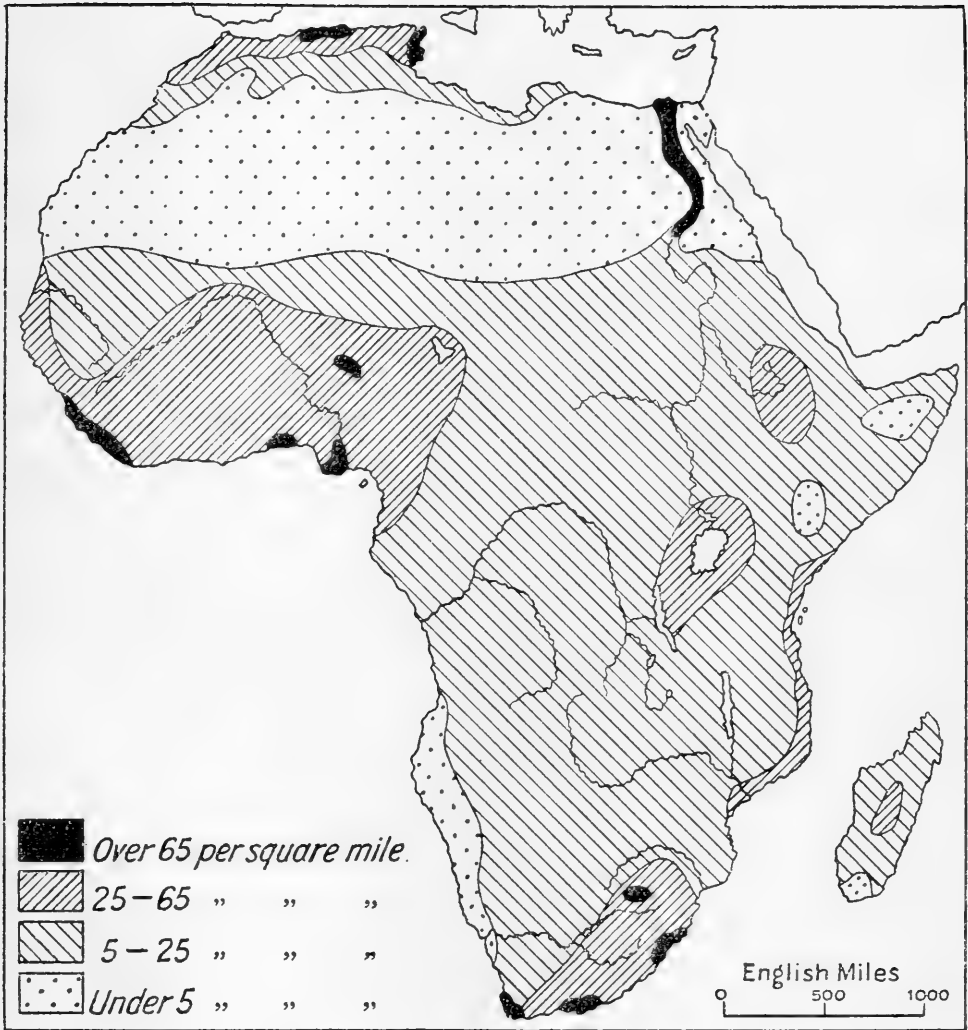 Over 65 per square mile.
25–65 „ „ „
5–25 „ „ „
Under 5 „ „ „
English Miles
0 500 1000